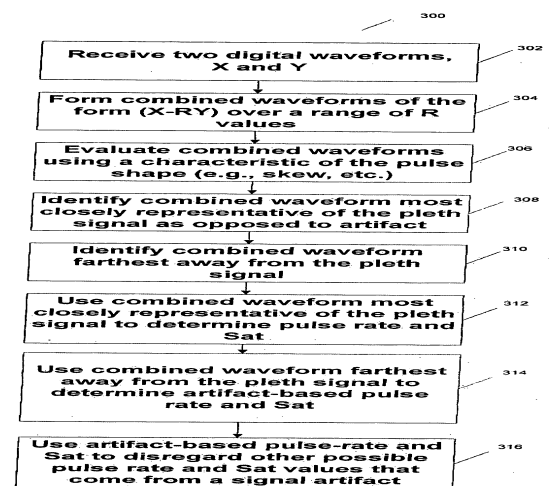 300
Receive two digital waveforms,
X and Y
302
Form combined waveforms of the
form (X-RY) over a range of R
values
304
Evaluate combined waveforms
using a characteristic of the pulse
shape (e.g., skew, etc.)
306
Identify combined waveform most
closely representative of the pleth
signal as opposed to artifact
308
Identify combined waveform
farthest away from the pleth
signal
310
Use combined waveform most
closely representative of the pleth
signal to determine pulse rate and
Sat
312
Use combined waveform farthest
away from the pleth signal to
determine artifact-based pulse
rate and Sat
314
Use artifact-based pulse-rate and
Sat to disregard other possible
pulse rate and Sat values that
come from a signal artifact
316